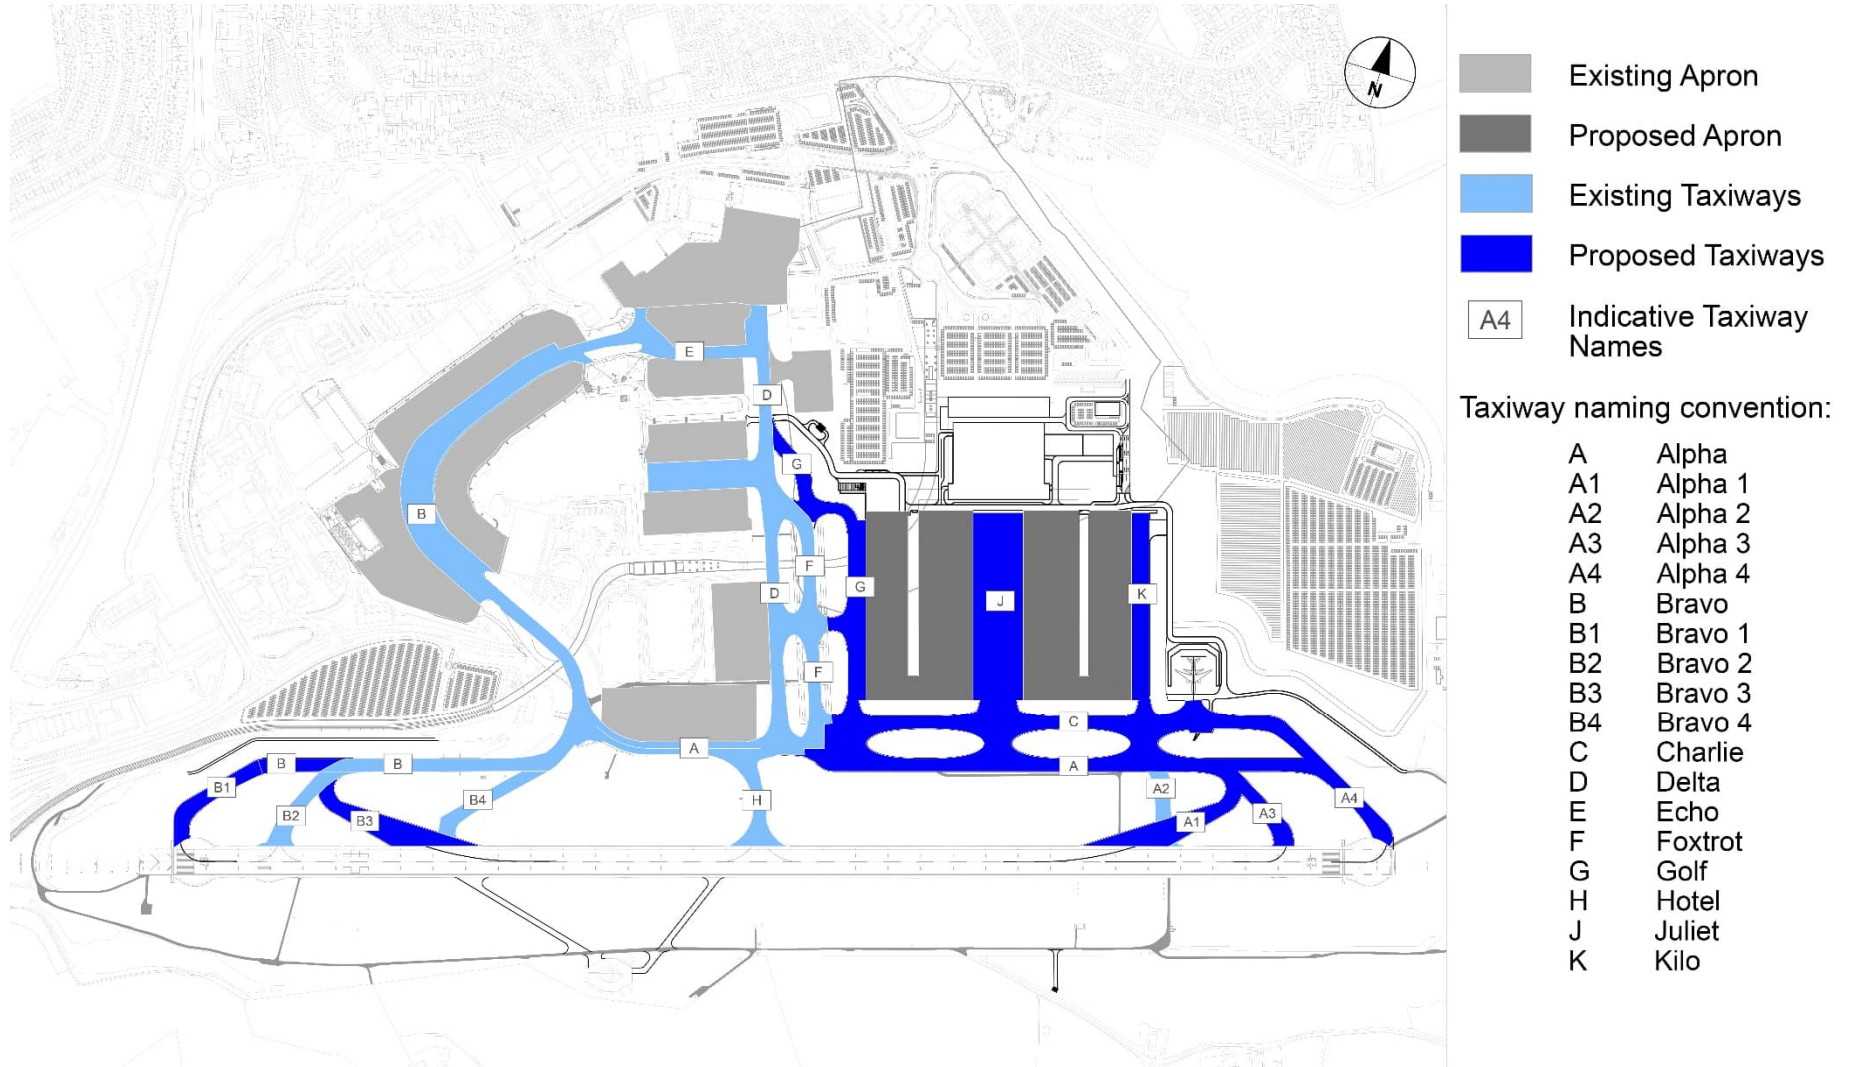 N
Existing Apron
Proposed Apron
Existing Taxiways
Proposed Taxiways
A4
Indicative Taxiway
Names
Taxiway naming convention:
A Alpha
A1 Alpha 1
A2 Alpha 2
A3 Alpha 3
A4 Alpha 4
B Bravo
B1 Bravo 1
B2 Bravo 2
B3 Bravo 3
B4 Bravo 4
C Charlie
D Delta
E Echo
F Foxtrot
G Golf
H Hotel
J Juliet
K Kilo
E
D
G
B
F
G
D
J
K
F
C
A
B
B
A
B1
A2
B4
H
A4
B2
B3
A1
A3